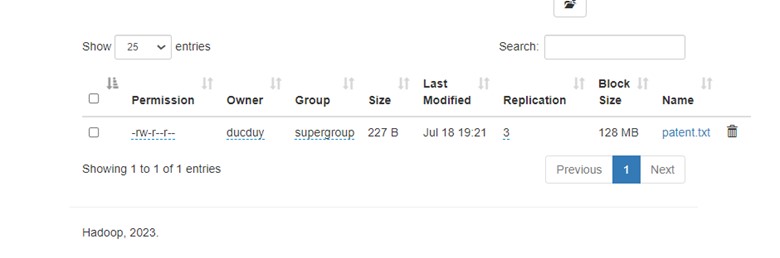 Show 25 entries Search:
Permission Owner Group Size Last Modified Replication Block Size Name
-rw-r--r-- ducduy supergroup 227 B Jul 18 19:21 3 128 MB patent.txt
Showing 1 to 1 of 1 entries Previous 1 Next
Hadoop, 2023.